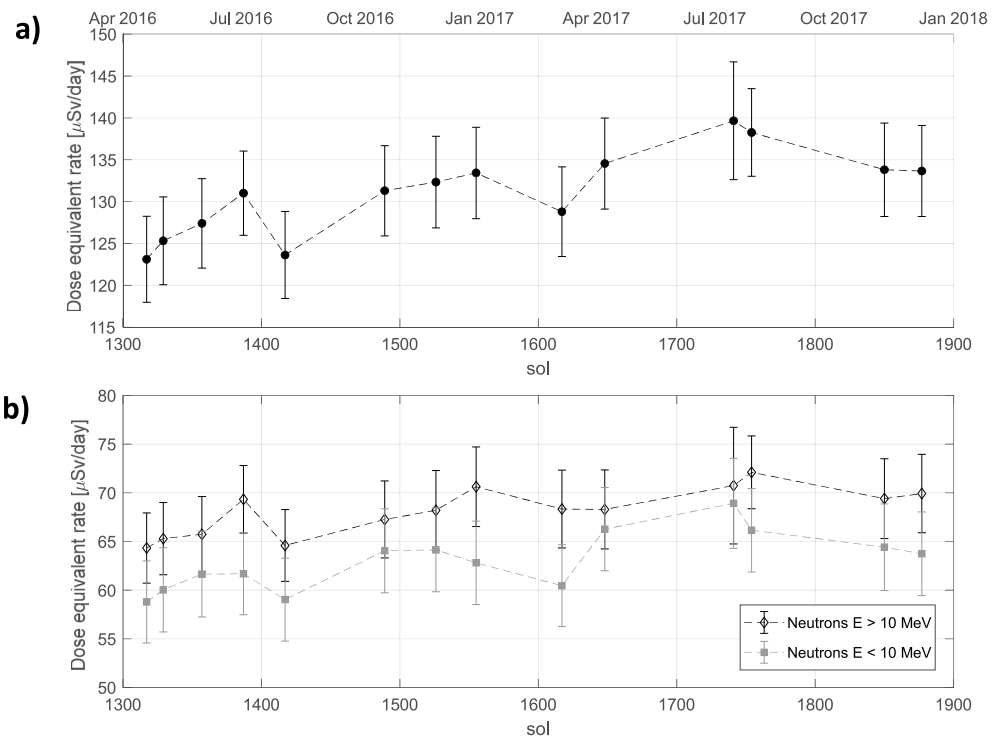 Apr 2016 Jul 2016 Oct 2016 Jan 2017 Apr 2017 Jul 2017 Oct 2017 Jan 2018
a)
150
145
140
135
130
125
120
115
Dose equivalent rate [μSv/day]
1300 1400 1500 1600 1700 1800 1900
sol
b)
80
75
70
65
60
55
50
Dose equivalent rate [μSv/day]
Neutrons E > 10 MeV
Neutrons E < 10 MeV
1300 1400 1500 1600 1700 1800 1900
sol